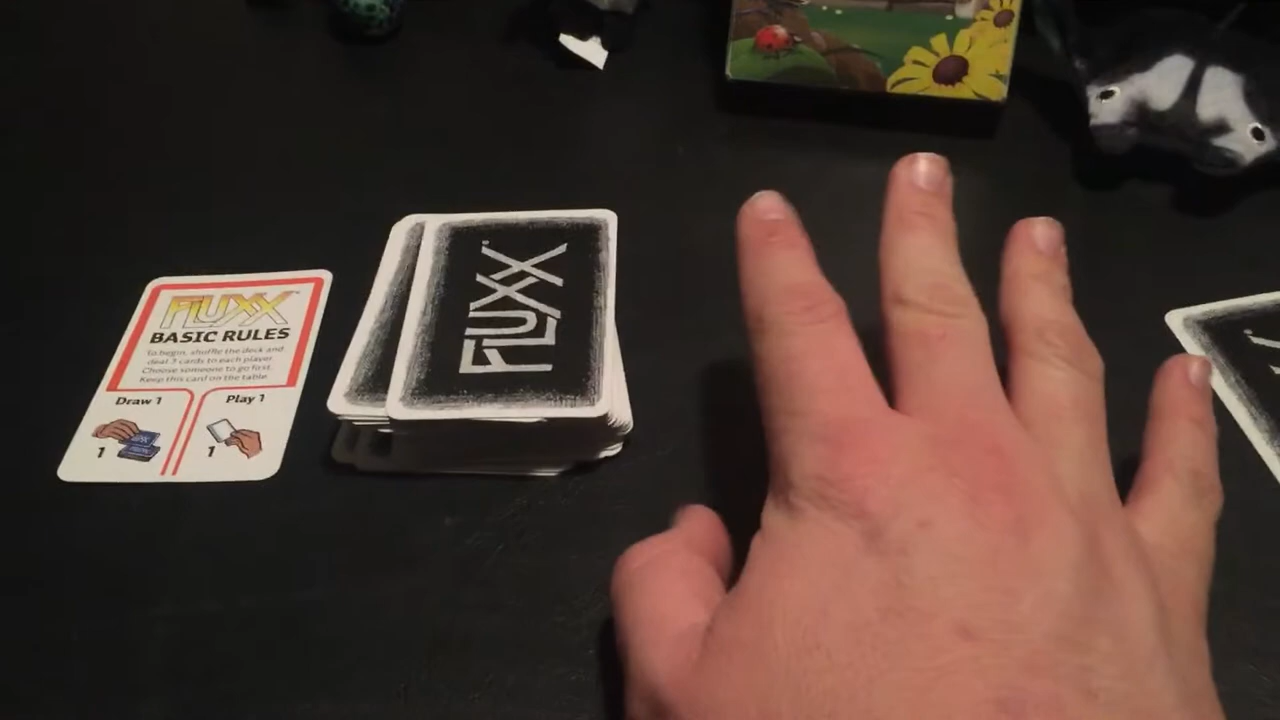 FLUXX
BASIC RULES
To begin, shuffle the deck and
deal 3 cards to each player.
Choose someone to go first.
Keep this card on the table.
Draw 1
Play 1
1
1
FLUXX